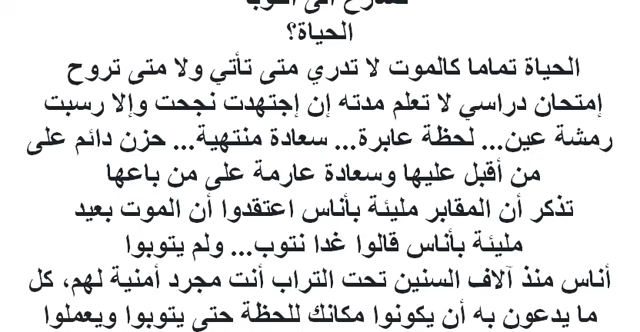 الحياة؟
الحياة تماما كالموت لا تدري متى تأتي ولا متى تروح
إمتحان دراسي لا تعلم مدته إن إجتهدت نجحت وإلا رسبت
رمشة عين... لحظة عابرة... سعادة منتهية... حزن دائم على
من أقبل عليها وسعادة عارمة على من باعها
تذكر أن المقابر مليئة بأناس اعتقدوا أن الموت بعيد
مليئة بأناس قالوا غدا نتوب... ولم يتوبوا
أناس منذ آلاف السنين تحت التراب أنت مجرد أمنية لهم، كل
ما يدعون به أن يكونوا مكانك للحظة حتى يتوبوا ويعملوا